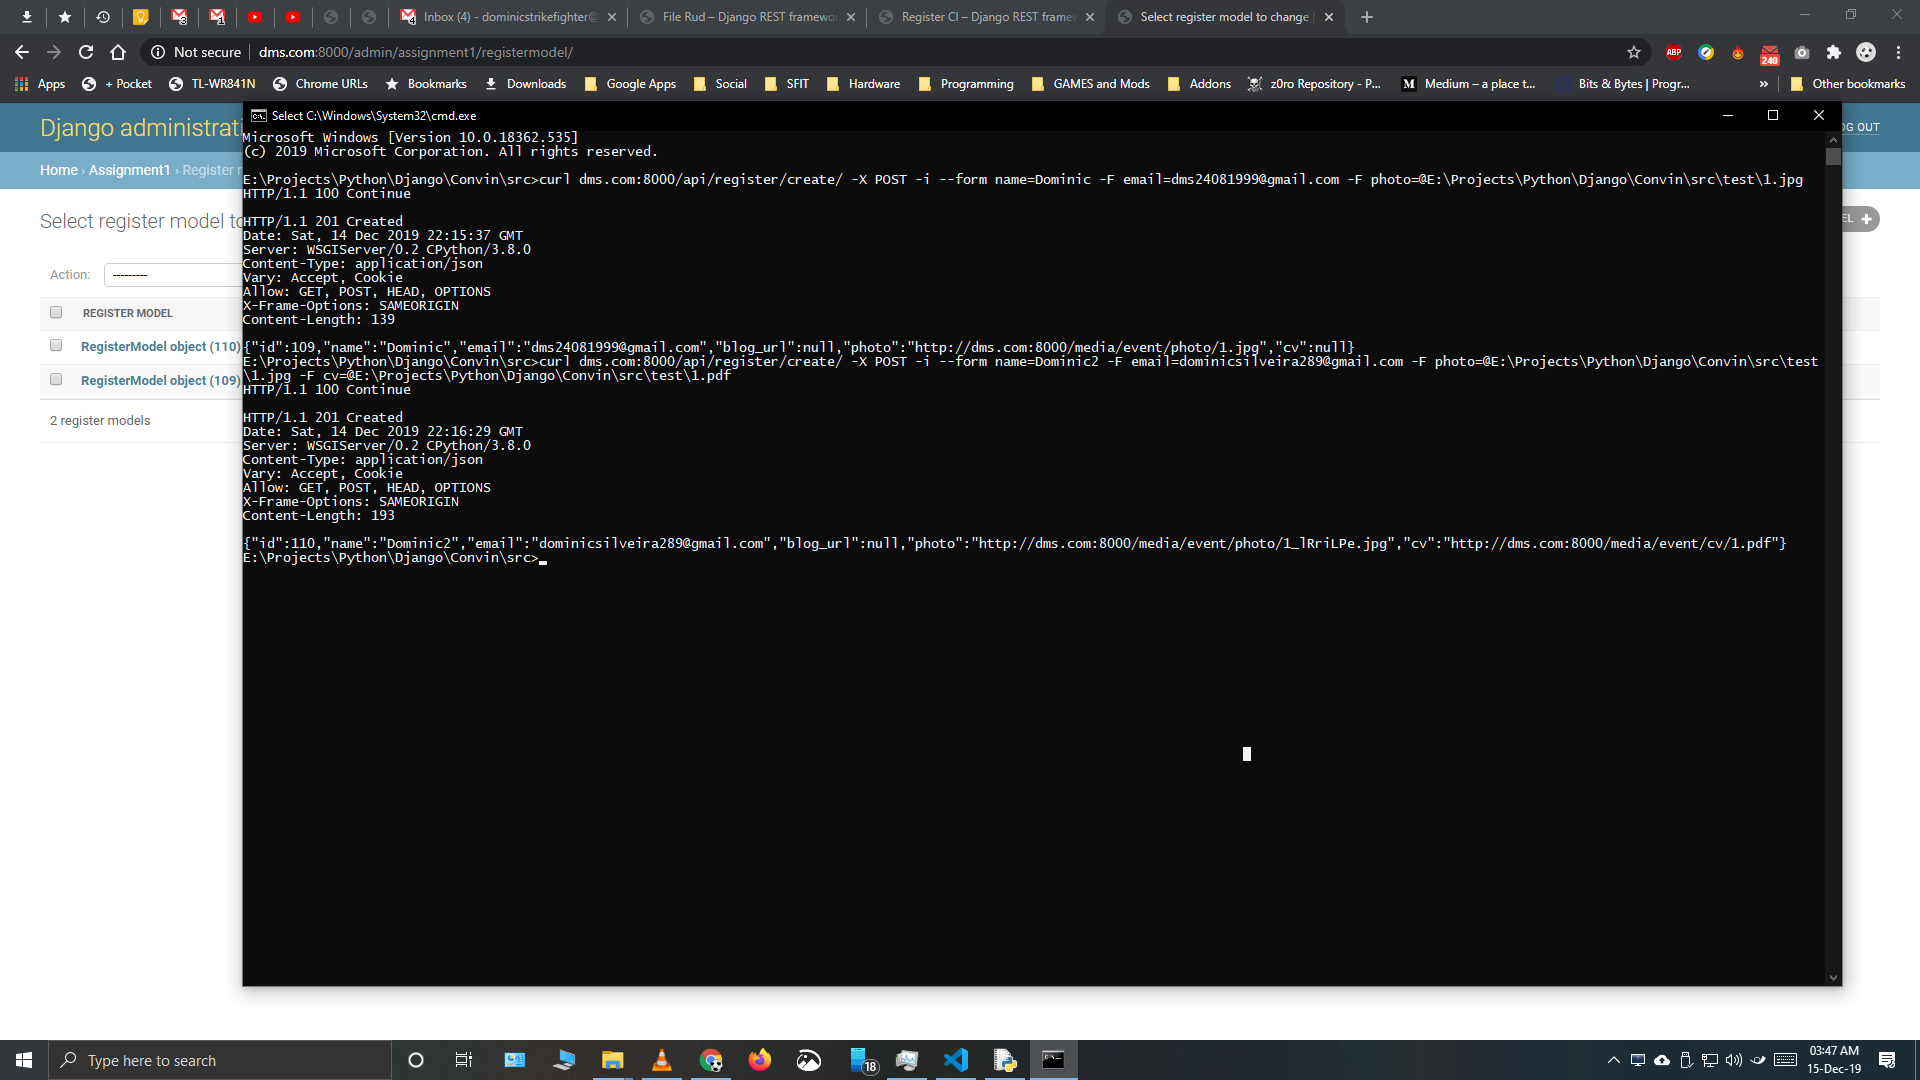 Inbox (4) - dominicstrikefighter@
File Rud – Django REST framewo
Register Cl – Django REST frame
Select register model to change |
Not secure
dms.com:8000/admin/assignment1/registermodel/
ABP
240
Apps
+ Pocket
TL-WR841N
Chrome URLs
Bookmarks
Downloads
Google Apps
Social
SFIT
Hardware
Programming
GAMES and Mods
Addons
z0ro Repository - P...
Medium – a place t...
Bits & Bytes | Progr...
»
Other bookmarks
Django administrati
OG OUT
Home › Assignment1 › Register
Select register model to
EL +
Action:
---------
REGISTER MODEL
RegisterModel object (110)
RegisterModel object (109)
2 register models
Select C:\Windows\System32\cmd.exe
Microsoft Windows [Version 10.0.18362.535]
(c) 2019 Microsoft Corporation. All rights reserved.
E:\Projects\Python\Django\Convin\src>curl dms.com:8000/api/register/create/ -X POST -i --form name=Dominic -F email=dms24081999@gmail.com -F photo=@E:\Projects\Python\Django\Convin\src\test\1.jpg
HTTP/1.1 100 Continue
HTTP/1.1 201 Created
Date: Sat, 14 Dec 2019 22:15:37 GMT
Server: WSGIServer/0.2 CPython/3.8.0
Content-Type: application/json
Vary: Accept, Cookie
Allow: GET, POST, HEAD, OPTIONS
X-Frame-Options: SAMEORIGIN
Content-Length: 139
{"id":109,"name":"Dominic","email":"dms24081999@gmail.com","blog_url":null,"photo":"http://dms.com:8000/media/event/photo/1.jpg","cv":null}
E:\Projects\Python\Django\Convin\src>curl dms.com:8000/api/register/create/ -X POST -i --form name=Dominic2 -F email=dominicsilveira289@gmail.com -F photo=@E:\Projects\Python\Django\Convin\src\test
\1.jpg -F cv=@E:\Projects\Python\Django\Convin\src\test\1.pdf
HTTP/1.1 100 Continue
HTTP/1.1 201 Created
Date: Sat, 14 Dec 2019 22:16:29 GMT
Server: WSGIServer/0.2 CPython/3.8.0
Content-Type: application/json
Vary: Accept, Cookie
Allow: GET, POST, HEAD, OPTIONS
X-Frame-Options: SAMEORIGIN
Content-Length: 193
{"id":110,"name":"Dominic2","email":"dominicsilveira289@gmail.com","blog_url":null,"photo":"http://dms.com:8000/media/event/photo/1_lRriLPe.jpg","cv":"http://dms.com:8000/media/event/cv/1.pdf"}
E:\Projects\Python\Django\Convin\src>
Type here to search
18
03:47 AM
15-Dec-19